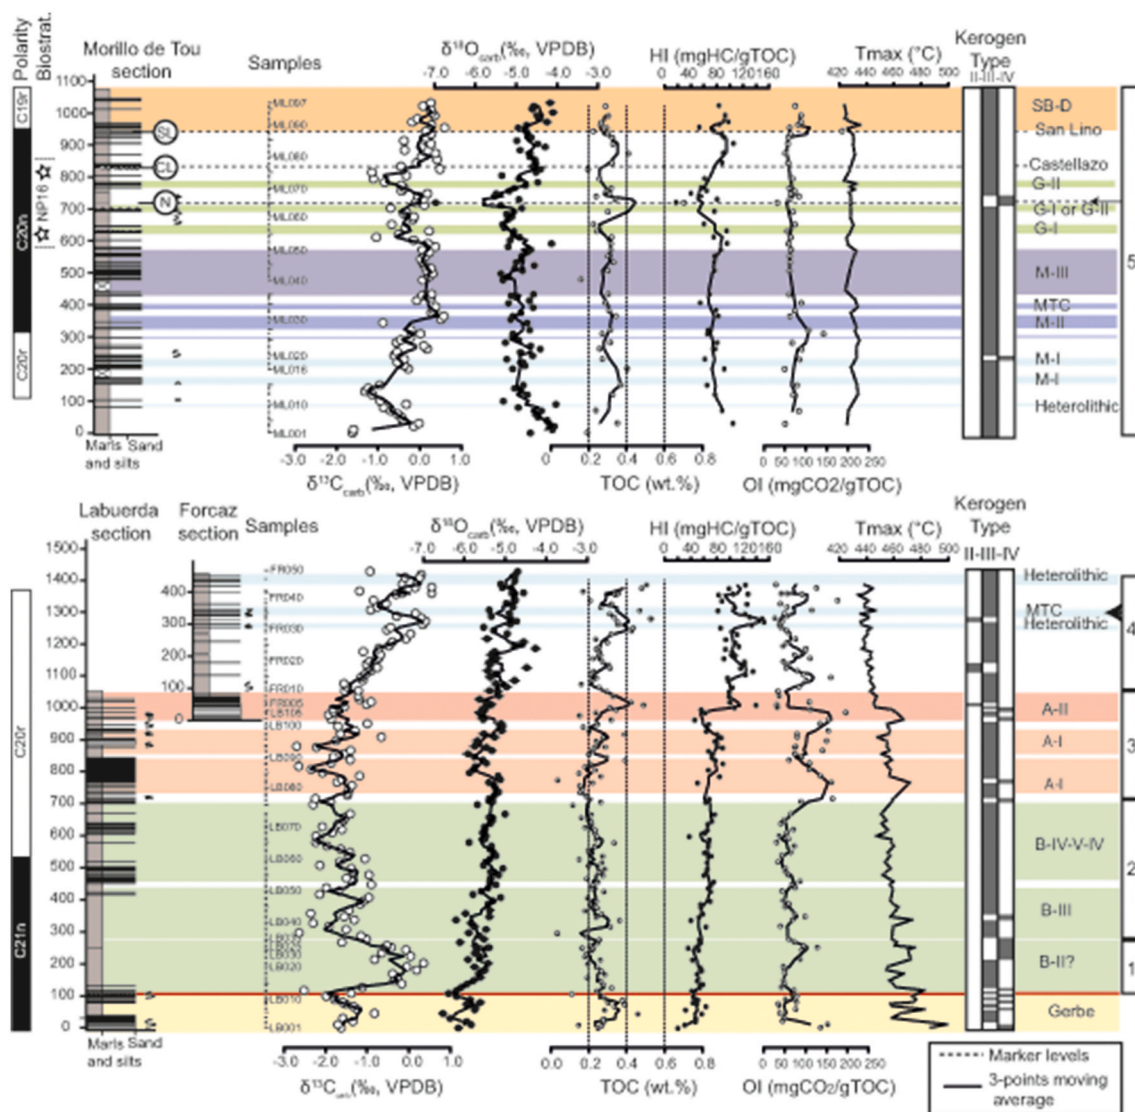 Polarity
Biostrat.
Morillo de Tou
section
Samples
δ¹⁸Ocarb(‰, VPDB)
-7.0 -6.0 -5.0 -4.0 -3.0
HI (mgHC/gTOC)
0 40 80 120 160
Tmax (°C)
420 440 460 480 500
Kerogen
Type
II-III-IV
1100
1000
900
800
700
600
500
400
300
200
100
0
C19r
C20n
C20r
NP16
SL
CL
N
ML097
ML090
ML080
ML070
ML060
ML050
ML040
ML030
ML020
ML016
ML010
ML001
SB-D
San Lino
Castellazo
G-II
G-I or G-II
G-I
M-III
MTC
M-II
M-I
M-I
Heterolithic
5
Marls Sand
and silts
-3.0 -1.0 -1.0 0.0 1.0
δ¹³Ccarb(‰, VPDB)
0 0.2 0.4 0.6 0.8
TOC (wt.%)
0 50 100 150 200 250
OI (mgCO2/gTOC)
Labuerda
section
Forcaz
section
Samples
δ¹⁸Ocarb(‰, VPDB)
-7.0 -6.0 -5.0 -4.0 -3.0
HI (mgHC/gTOC)
0 40 80 120 160
Tmax (°C)
420 440 460 480 500
Kerogen
Type
II-III-IV
1500
1400
1300
1200
1100
1000
900
800
700
600
500
400
300
200
100
0
400
300
200
100
0
C20r
C21n
FR050
FR040
FR030
FR020
FR010
FR005
LB106
LB100
LB090
LB080
LB070
LB060
LB050
LB040
LB030
LB020
LB010
LB001
Heterolithic
MTC
Heterolithic
A-II
A-I
A-I
B-IV-V-IV
B-III
B-II?
Gerbe
4
3
2
1
Marls Sand
and silts
-3.0 -2.0 -1.0 0.0 1.0
δ¹³Ccarb(‰, VPDB)
0.0 0.2 0.4 0.6 0.8
TOC (wt.%)
0 50 100 150 200 250
OI (mgCO2/gTOC)
Marker levels
3-points moving
average